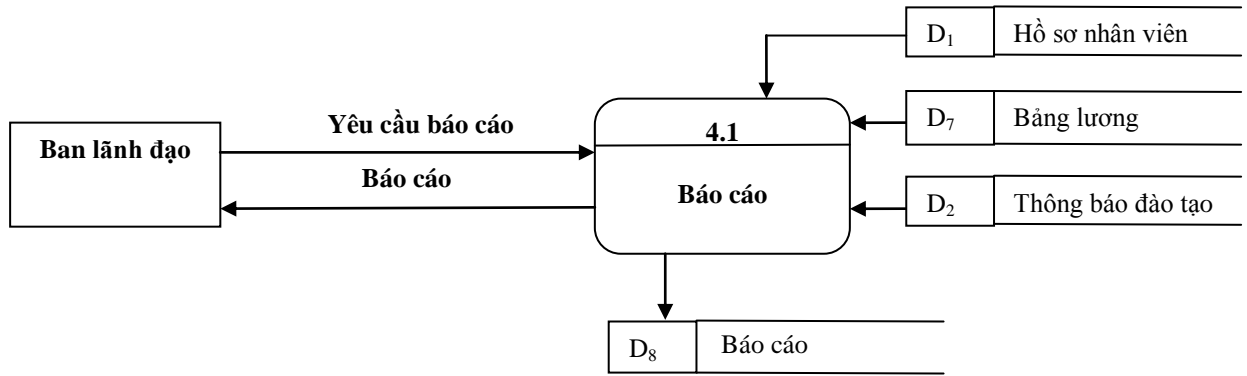 D₁ Hồ sơ nhân viên
Yêu cầu báo cáo
4.1
D₇ Bảng lương
Ban lãnh đạo
Báo cáo
Báo cáo
D₂ Thông báo đào tạo
D₈ Báo cáo